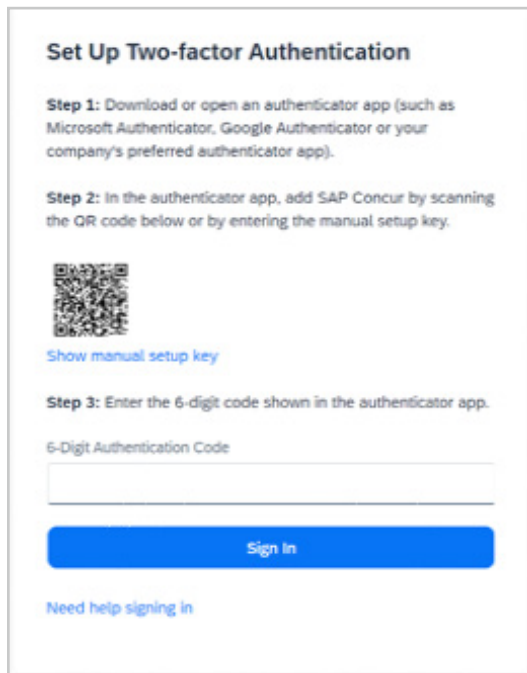 Set Up Two-factor Authentication
Step 1: Download or open an authenticator app (such as
Microsoft Authenticator, Google Authenticator or your
company's preferred authenticator app).
Step 2: In the authenticator app, add SAP Concur by scanning
the QR code below or by entering the manual setup key.
Show manual setup key
Step 3: Enter the 6-digit code shown in the authenticator app.
6-Digit Authentication Code
Sign In
Need help signing in